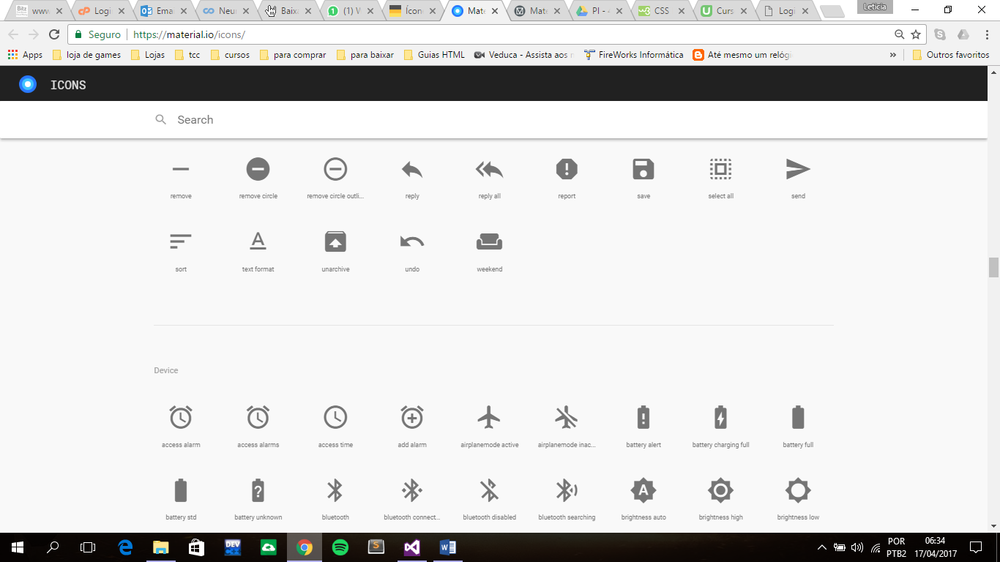 Leticia
www. Logi Emai Neu Baixa (1) W Ícon Mate Mate PI - 4 CSS Curs Logi
Seguro https://material.io/icons/
Apps loja de games Lojas tcc cursos para comprar para baixar Guias HTML Veduca - Assista aos FireWorks Informática Até mesmo um relóg » Outros favoritos
ICONS
Search
remove remove circle remove circle outli... reply reply all report save select all send
sort text format unarchive undo weekend
Device
access alarm access alarms access time add alarm airplanemode active airplanemode inac... battery alert battery charging full battery full
battery std battery unknown bluetooth bluetooth connect... bluetooth disabled bluetooth searching brightness auto brightness high brightness low
POR 06:34
PTB2 17/04/2017